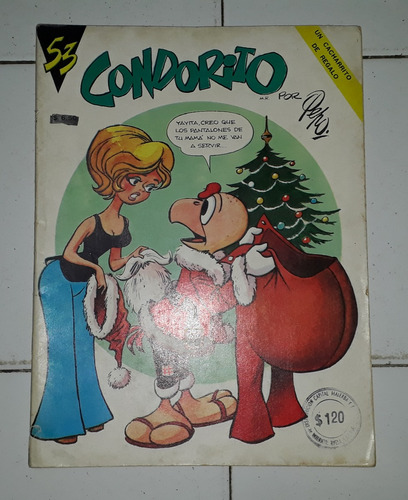 53
CONDORITO
M.R. POR
Pepo.
UN CACHARRITO
DE REGALO
YAYITA, CREO QUE
LOS PANTALONES DE
TU MAMÁ NO ME VAN
A SERVIR
$1.20